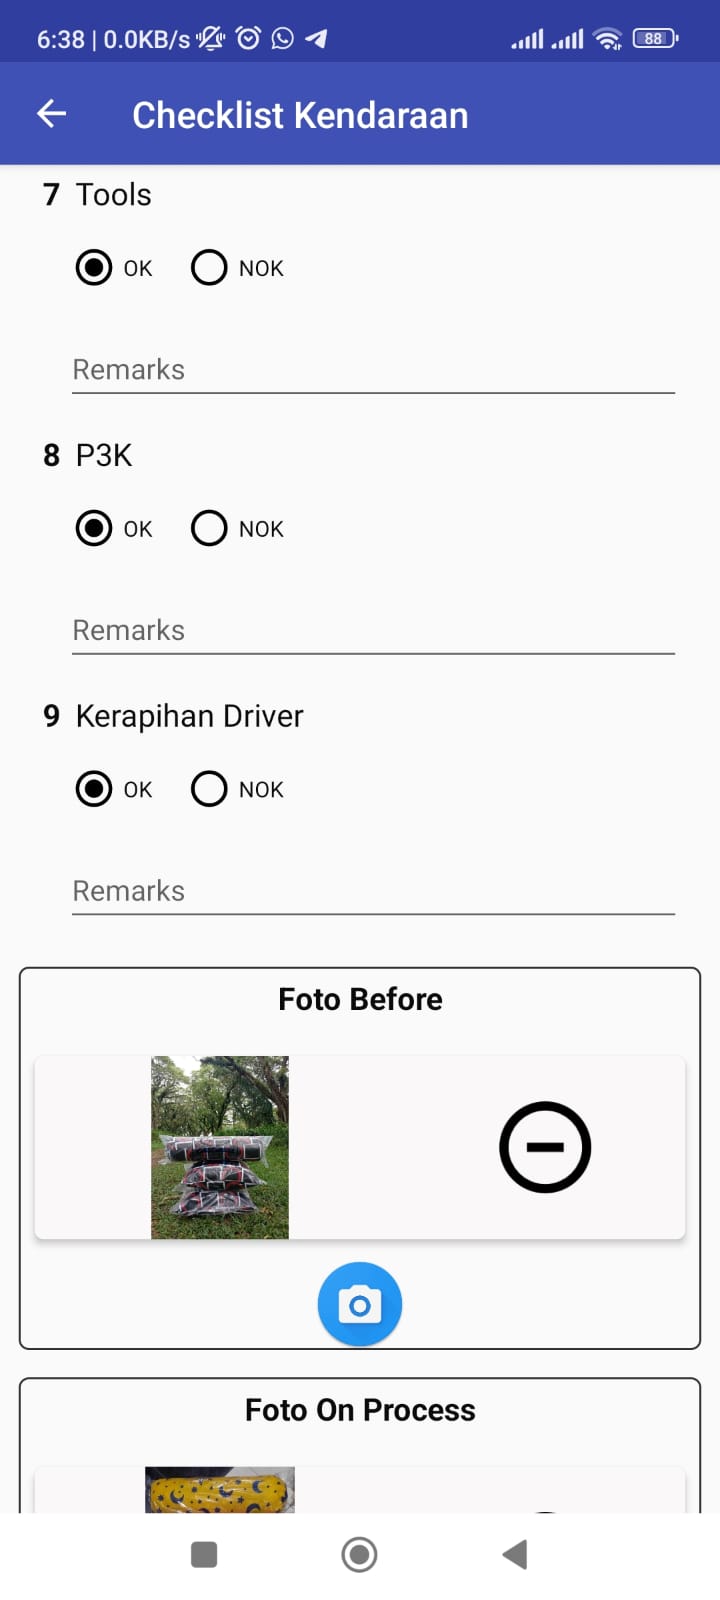 6:38 | 0.0KB/s 88
Checklist Kendaraan
7 Tools
OK NOK
Remarks
8 P3K
OK NOK
Remarks
9 Kerapihan Driver
OK NOK
Remarks
Foto Before
Foto On Process